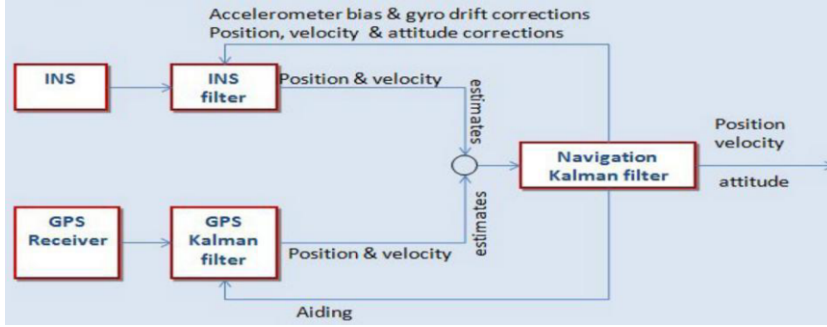 Accelerometer bias & gyro drift corrections
Position, velocity & attitude corrections
INS
INS
filter
Position & velocity
estimates
Navigation
Kalman filter
Position
velocity
attitude
GPS
Receiver
GPS
Kalman
filter
Position & velocity
estimates
Aiding